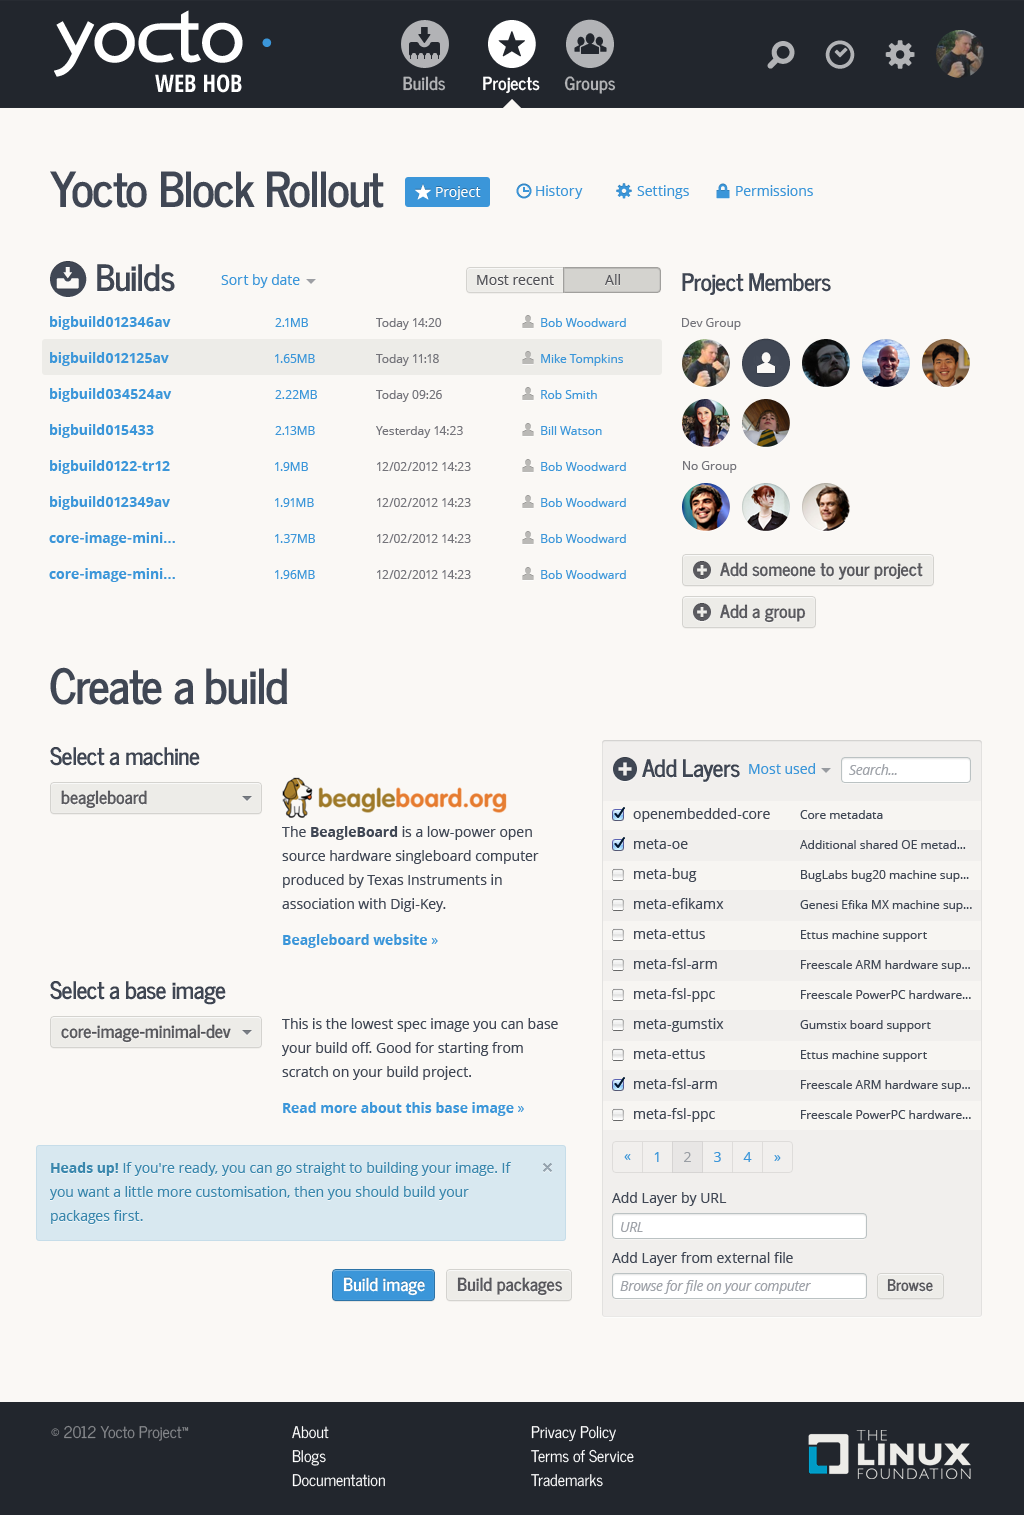 yocto
WEB HOB
Builds
Projects
Groups
Yocto Block Rollout
Project
History
Settings
Permissions
Builds
Sort by date
Most recent
All
bigbuild012346av 2.1MB Today 14:20 Bob Woodward
bigbuild012125av 1.65MB Today 11:18 Mike Tompkins
bigbuild034524av 2.22MB Today 09:26 Rob Smith
bigbuild015433 2.13MB Yesterday 14:23 Bill Watson
bigbuild0122-tr12 1.9MB 12/02/2012 14:23 Bob Woodward
bigbuild012349av 1.91MB 12/02/2012 14:23 Bob Woodward
core-image-mini... 1.37MB 12/02/2012 14:23 Bob Woodward
core-image-mini... 1.96MB 12/02/2012 14:23 Bob Woodward
Project Members
Dev Group
No Group
Add someone to your project
Add a group
Create a build
Select a machine
beagleboard
beagleboard.org
The BeagleBoard is a low-power open
source hardware singleboard computer
produced by Texas Instruments in
association with Digi-Key.
Beagleboard website »
Select a base image
core-image-minimal-dev
This is the lowest spec image you can base
your build off. Good for starting from
scratch on your build project.
Read more about this base image »
Heads up! If you're ready, you can go straight to building your image. If
you want a little more customisation, then you should build your
packages first.
×
Build image
Build packages
Add Layers
Most used
Search...
openembedded-core Core metadata
meta-oe Additional shared OE metad...
meta-bug BugLabs bug20 machine sup...
meta-efikamx Genesi Efika MX machine sup...
meta-ettus Ettus machine support
meta-fsl-arm Freescale ARM hardware sup...
meta-fsl-ppc Freescale PowerPC hardware...
meta-gumstix Gumstix board support
meta-ettus Ettus machine support
meta-fsl-arm Freescale ARM hardware sup...
meta-fsl-ppc Freescale PowerPC hardware...
« 1 2 3 4 »
Add Layer by URL
URL
Add Layer from external file
Browse for file on your computer
Browse
© 2012 Yocto Project™
About
Blogs
Documentation
Privacy Policy
Terms of Service
Trademarks
THE
LINUX
FOUNDATION